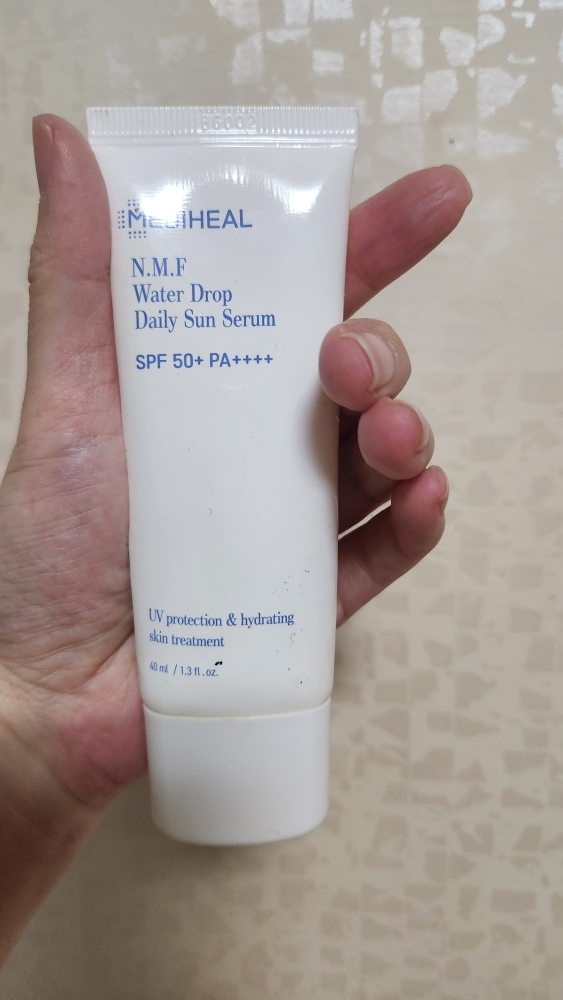 MEDIHEAL
N.M.F
Water Drop
Daily Sun Serum
SPF 50+ PA++++
UV protection & hydrating
skin treatment
40 ml / 1.3 fl.oz.